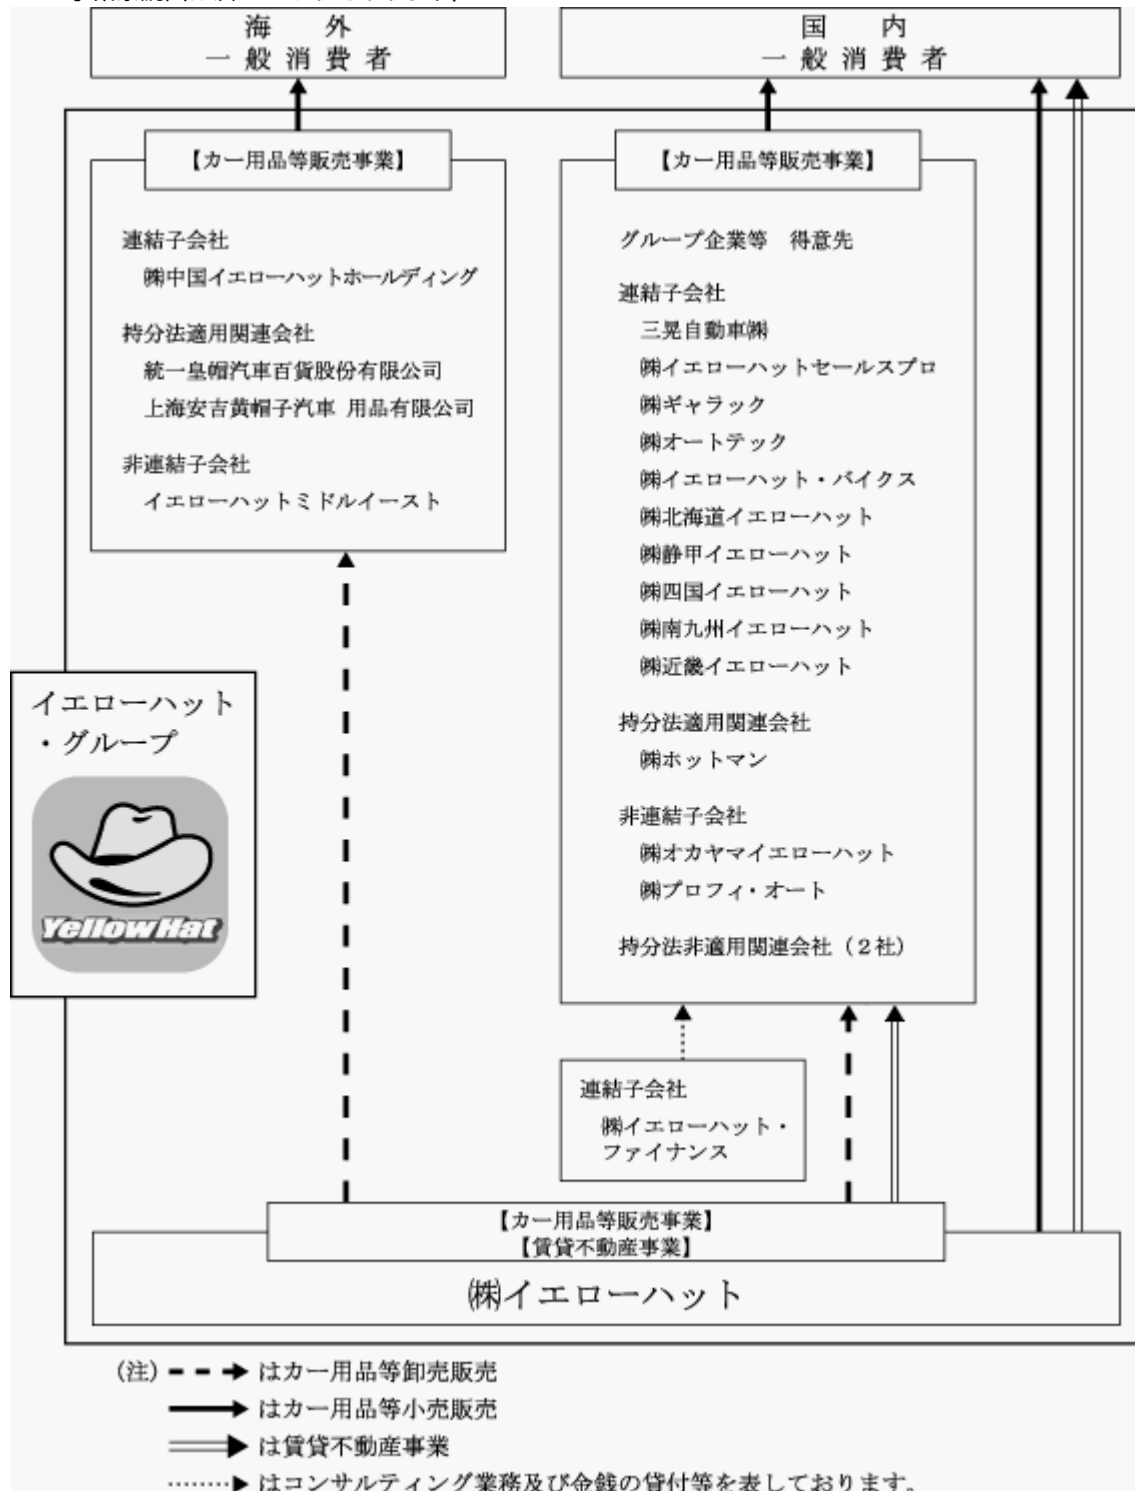 海　外
一般消費者
国　内
一般消費者
【カー用品等販売事業】
連結子会社
㈱中国イエローハットホールディング
持分法適用関連会社
統一皇帽汽車百貨股份有限公司
上海安吉黄帽子汽車 用品有限公司
非連結子会社
イエローハットミドルイースト
【カー用品等販売事業】
グループ企業等　得意先
連結子会社
三晃自動車㈱
㈱イエローハットセールスプロ
㈱ギャラック
㈱オートテック
㈱イエローハット・バイクス
㈱北海道イエローハット
㈱静甲イエローハット
㈱四国イエローハット
㈱南九州イエローハット
㈱近畿イエローハット
持分法適用関連会社
㈱ホットマン
非連結子会社
㈱オカヤマイエローハット
㈱プロフィ・オート
持分法非適用関連会社（２社）
イエローハット
・グループ
YellowHat
連結子会社
㈱イエローハット・
ファイナンス
【カー用品等販売事業】
【賃貸不動産事業】
㈱イエローハット
(注) はカー用品等卸売販売
はカー用品等小売販売
は賃貸不動産事業
はコンサルティング業務及び金銭の貸付等を表しております。